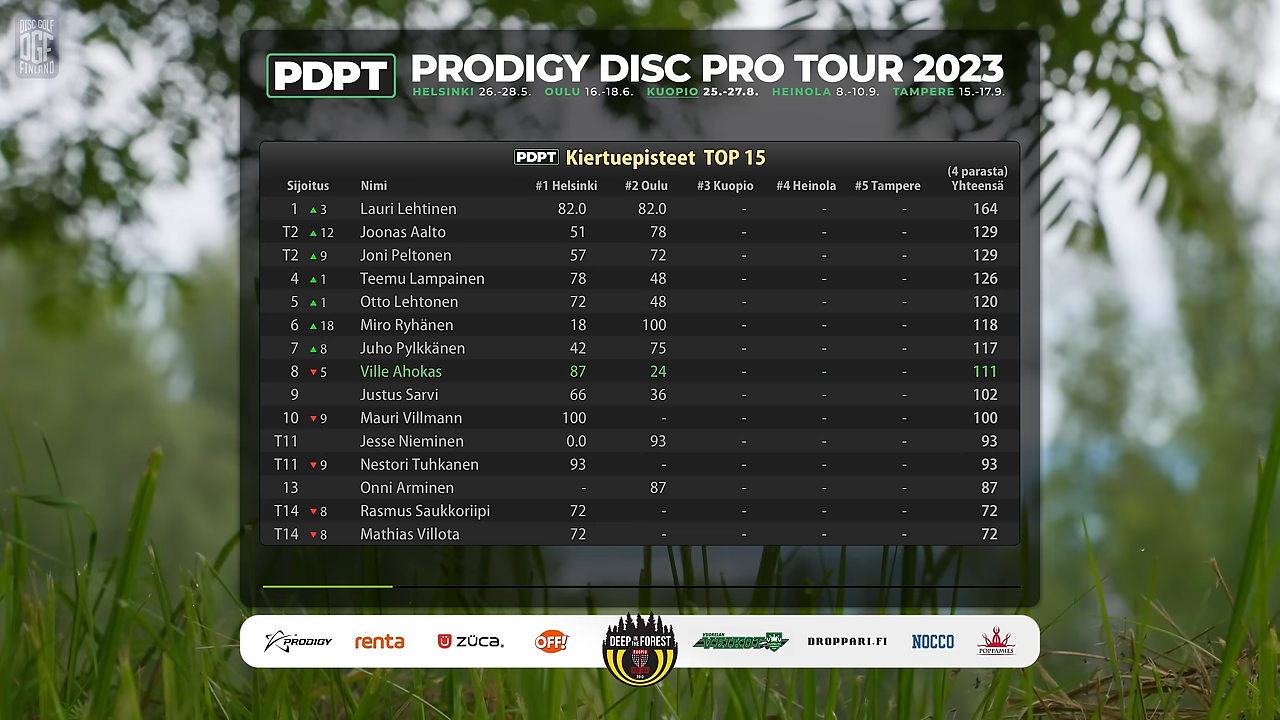 DISC GOLF
DGF
FINLAND
PDPT PRODIGY DISC PRO TOUR 2023
HELSINKI 26.-28.5. OULU 16.-18.6. KUOPIO 25.-27.8. HEINOLA 8.-10.9. TAMPERE 15.-17.9.
PDPT Kiertuepisteet TOP 15
(4 parasta)
Sijoitus Nimi #1 Helsinki #2 Oulu #3 Kuopio #4 Heinola #5 Tampere Yhteensä
1 ▲3 Lauri Lehtinen 82.0 82.0 - - - 164
T2 ▲12 Joonas Aalto 51 78 - - - 129
T2 ▲9 Joni Peltonen 57 72 - - - 129
4 ▲1 Teemu Lampainen 78 48 - - - 126
5 ▲1 Otto Lehtonen 72 48 - - - 120
6 ▲18 Miro Ryhänen 18 100 - - - 118
7 ▲8 Juho Pylkkänen 42 75 - - - 117
8 ▼5 Ville Ahokas 87 24 - - - 111
9 Justus Sarvi 66 36 - - - 102
10 ▼9 Mauri Villmann 100 - - - - 100
T11 Jesse Nieminen 0.0 93 - - - 93
T11 ▼9 Nestori Tuhkanen 93 - - - - 93
13 Onni Arminen - 87 - - - 87
T14 ▼8 Rasmus Saukkoriipi 72 - - - - 72
T14 ▼8 Mathias Villota 72 - - - - 72
PRODIGY renta ZÜCA. OFF! DEEP IN THE FOREST KUOPIO VUORELAN VEIKOT DROPPARI.FI NOCCO POPPAMIES